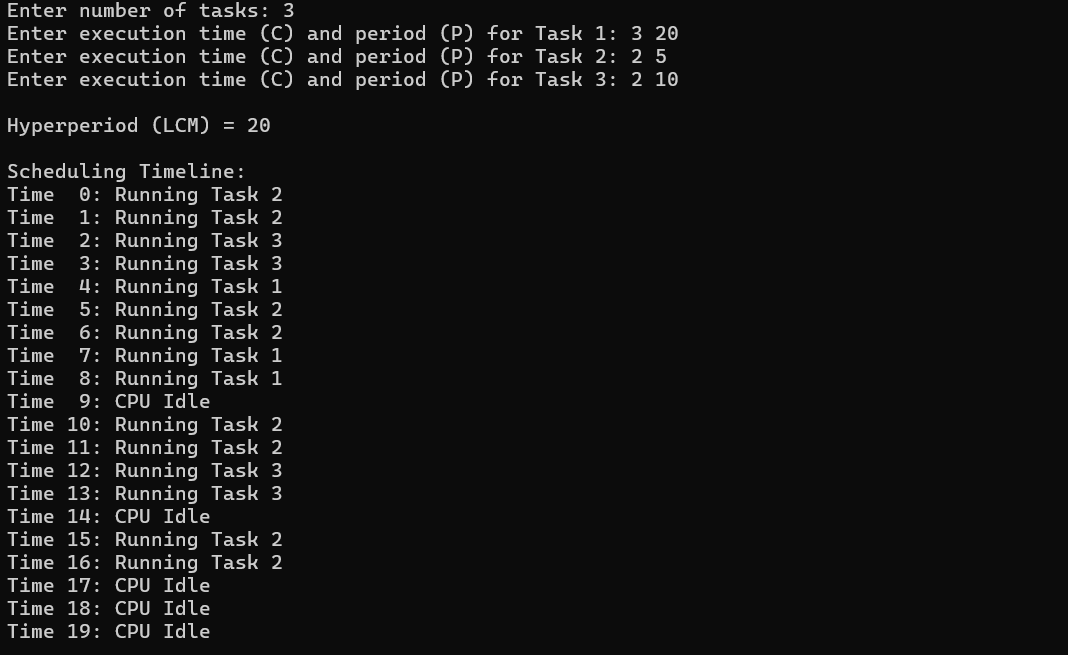 Enter number of tasks: 3
Enter execution time (C) and period (P) for Task 1: 3 20
Enter execution time (C) and period (P) for Task 2: 2 5
Enter execution time (C) and period (P) for Task 3: 2 10

Hyperperiod (LCM) = 20

Scheduling Timeline:
Time  0: Running Task 2
Time  1: Running Task 2
Time  2: Running Task 3
Time  3: Running Task 3
Time  4: Running Task 1
Time  5: Running Task 2
Time  6: Running Task 2
Time  7: Running Task 1
Time  8: Running Task 1
Time  9: CPU Idle
Time 10: Running Task 2
Time 11: Running Task 2
Time 12: Running Task 3
Time 13: Running Task 3
Time 14: CPU Idle
Time 15: Running Task 2
Time 16: Running Task 2
Time 17: CPU Idle
Time 18: CPU Idle
Time 19: CPU Idle